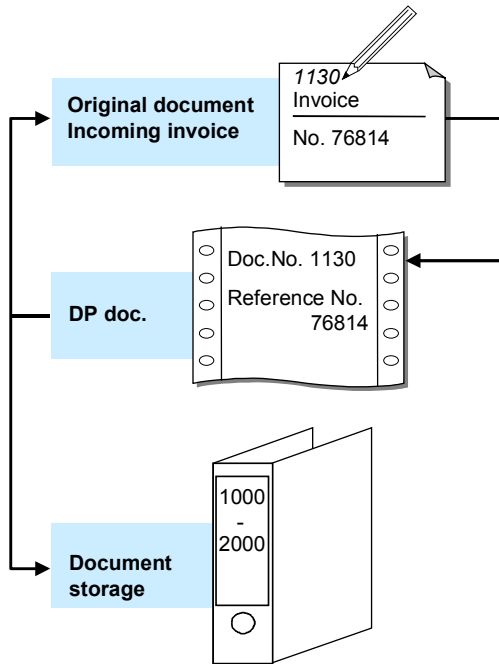 Original document
Incoming invoice
1130
Invoice
No. 76814
DP doc.
Doc.No. 1130
Reference No.
76814
Document
storage
1000
-
2000